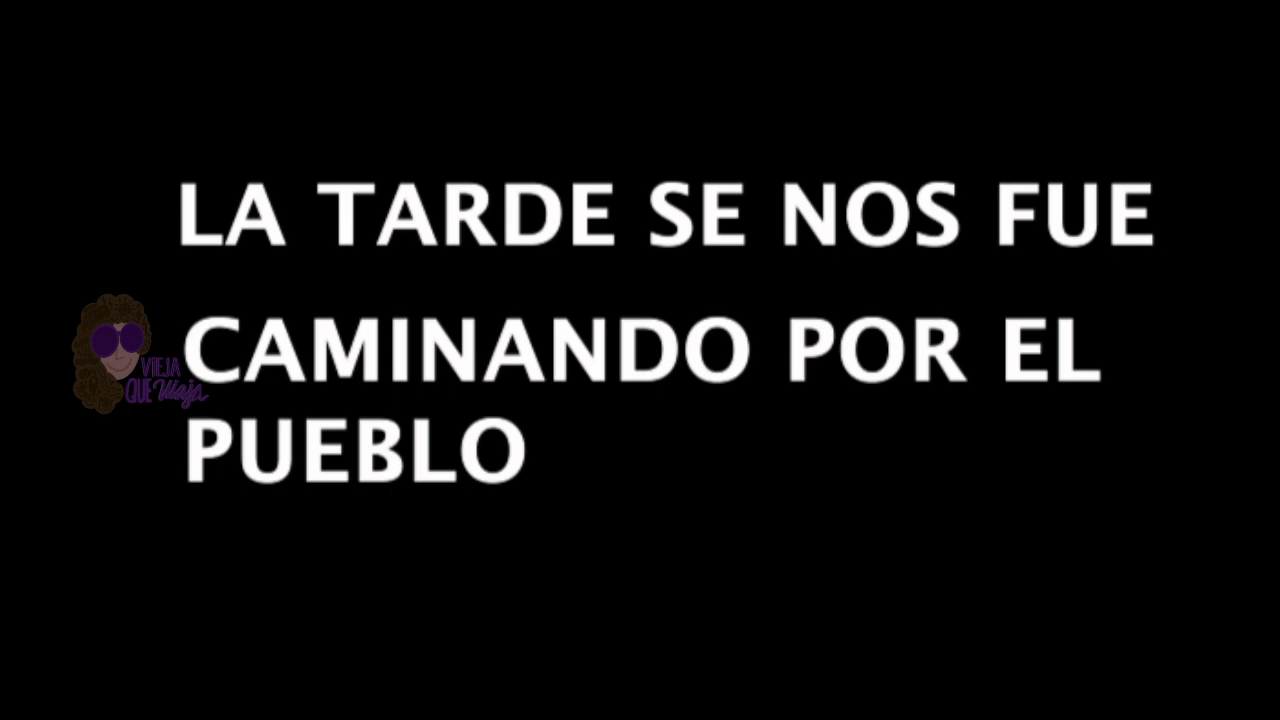 LA TARDE SE NOS FUE
CAMINANDO POR EL
PUEBLO
VIEJA
QUE Viaja